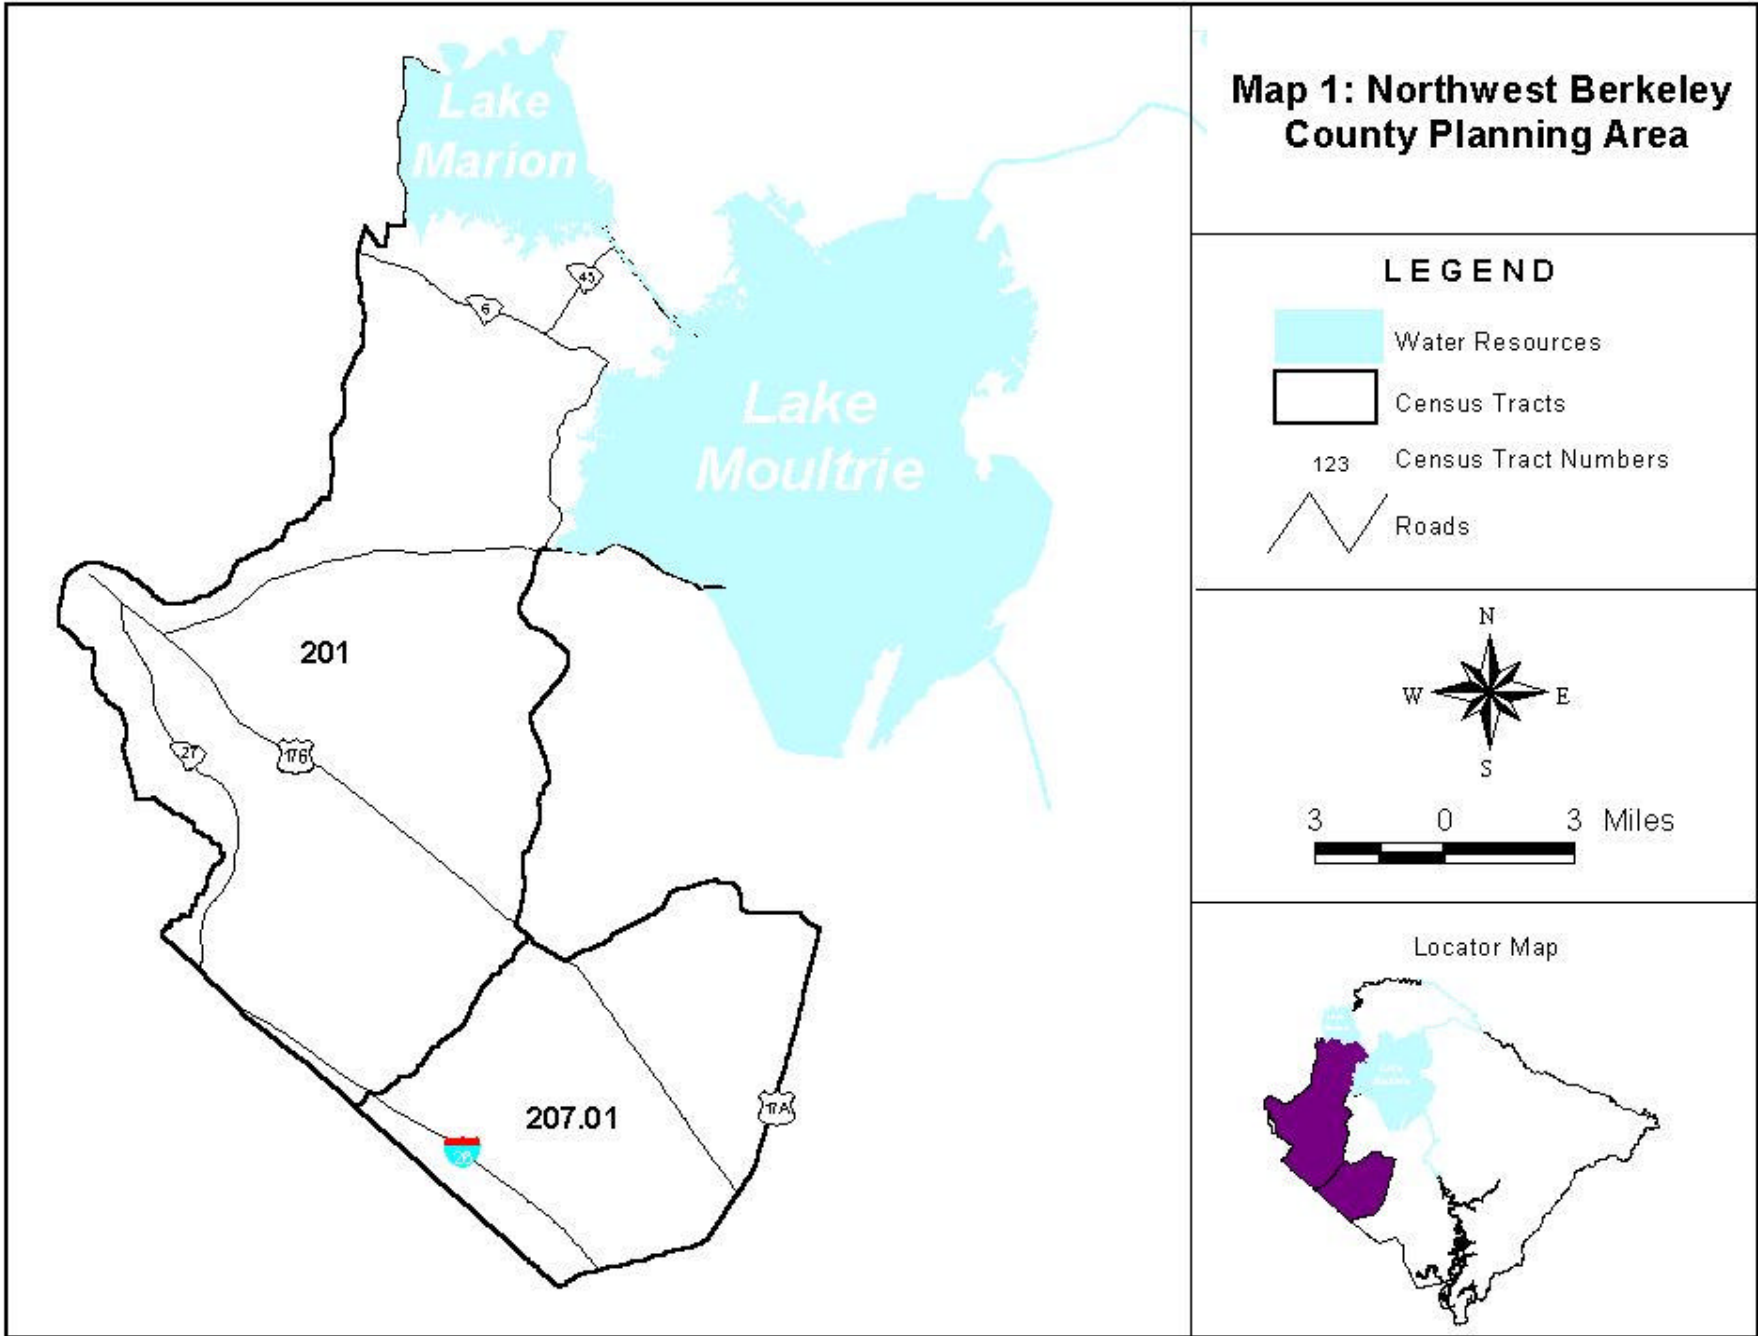 Map 1: Northwest Berkeley
County Planning Area
Lake
Marion
45
6
Lake
Moultrie
201
27
176
207.01
17A
26
LEGEND
Water Resources
Census Tracts
123 Census Tract Numbers
Roads
N
W E
S
3 0 3 Miles
Locator Map